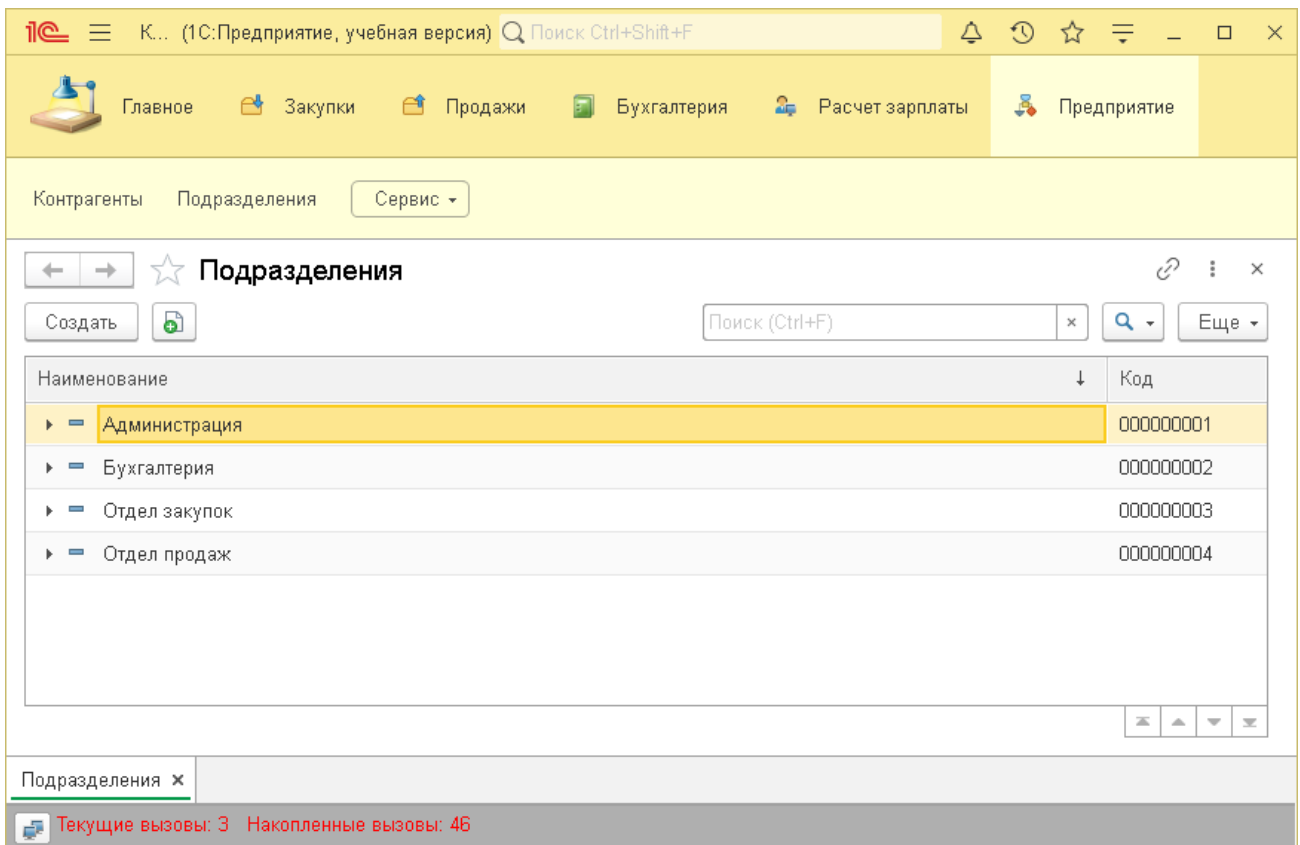 1С К... (1С:Предприятие, учебная версия) Поиск Ctrl+Shift+F
Главное Закупки Продажи Бухгалтерия Расчет зарплаты Предприятие
Контрагенты Подразделения Сервис
Подразделения
Создать Поиск (Ctrl+F) × Еще
Наименование ↓ Код
Администрация 000000001
Бухгалтерия 000000002
Отдел закупок 000000003
Отдел продаж 000000004
Подразделения ×
Текущие вызовы: 3 Накопленные вызовы: 46